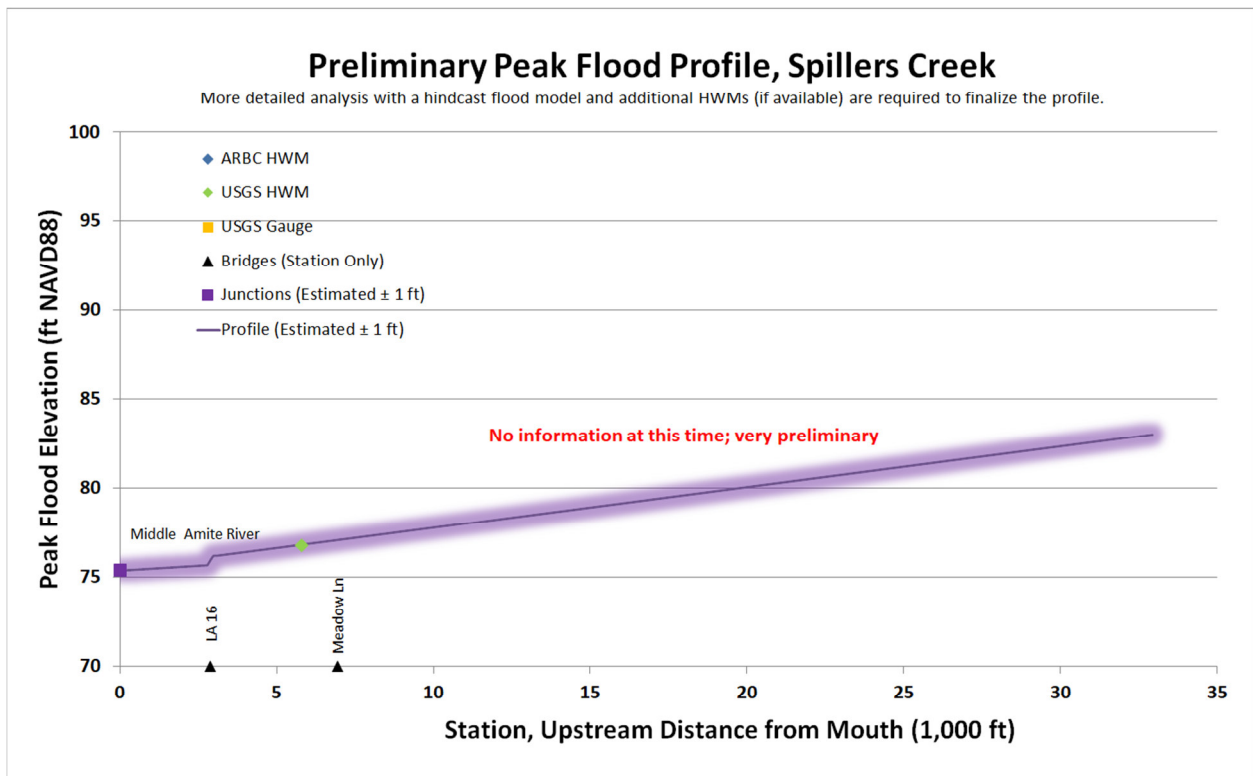 Preliminary Peak Flood Profile, Spillers Creek
More detailed analysis with a hindcast flood model and additional HWMs (if available) are required to finalize the profile.
Peak Flood Elevation (ft NAVD88)
100
95
90
85
80
75
70
ARBC HWM
USGS HWM
USGS Gauge
Bridges (Station Only)
Junctions (Estimated ± 1 ft)
Profile (Estimated ± 1 ft)
No information at this time; very preliminary
Middle Amite River
LA 16
Meadow Ln
0 5 10 15 20 25 30 35
Station, Upstream Distance from Mouth (1,000 ft)